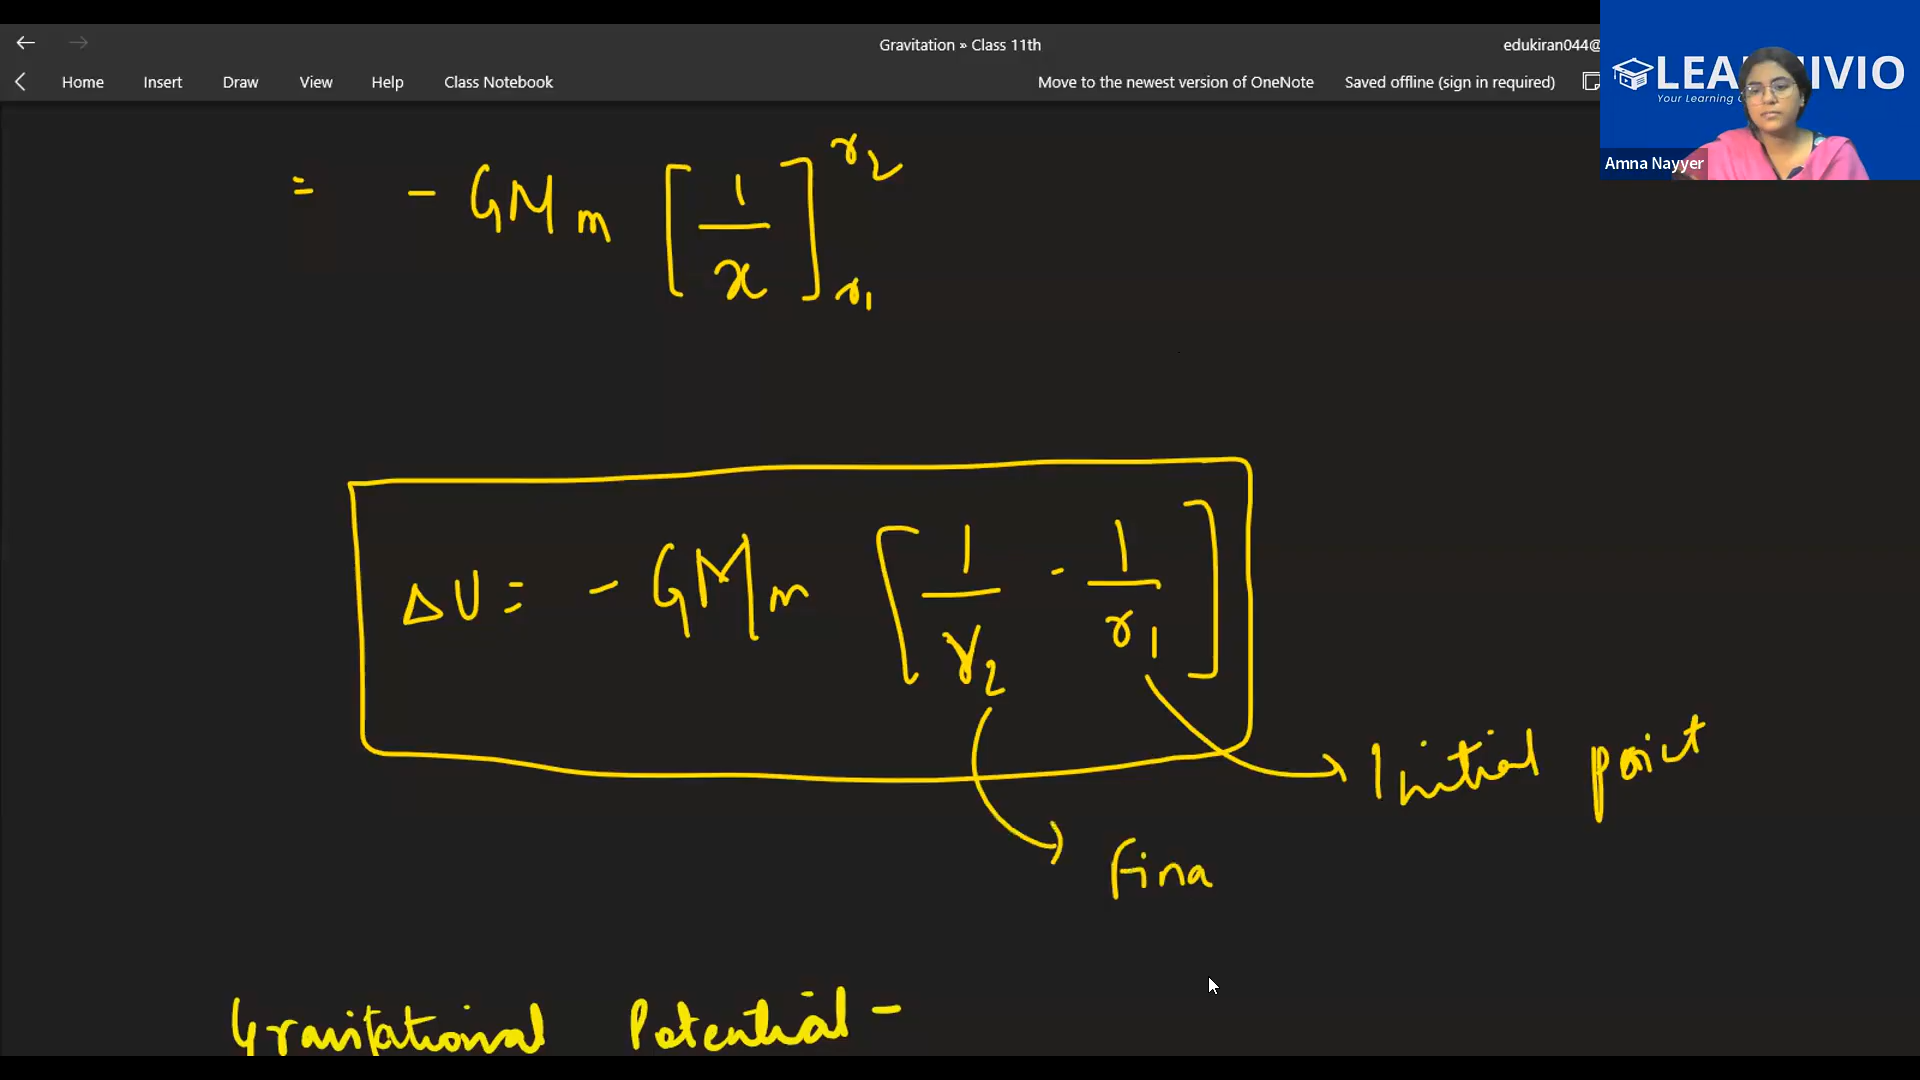 Gravitation » Class 11th
edukiran044@
Home Insert Draw View Help Class Notebook
Move to the newest version of OneNote Saved offline (sign in required)
Your Learning
Amna Nayyer
= - GMm [1/x]r2 r1
ΔU = - GMm [1/r2 - 1/r1]
Initial point
Fina
Gravitational Potential -